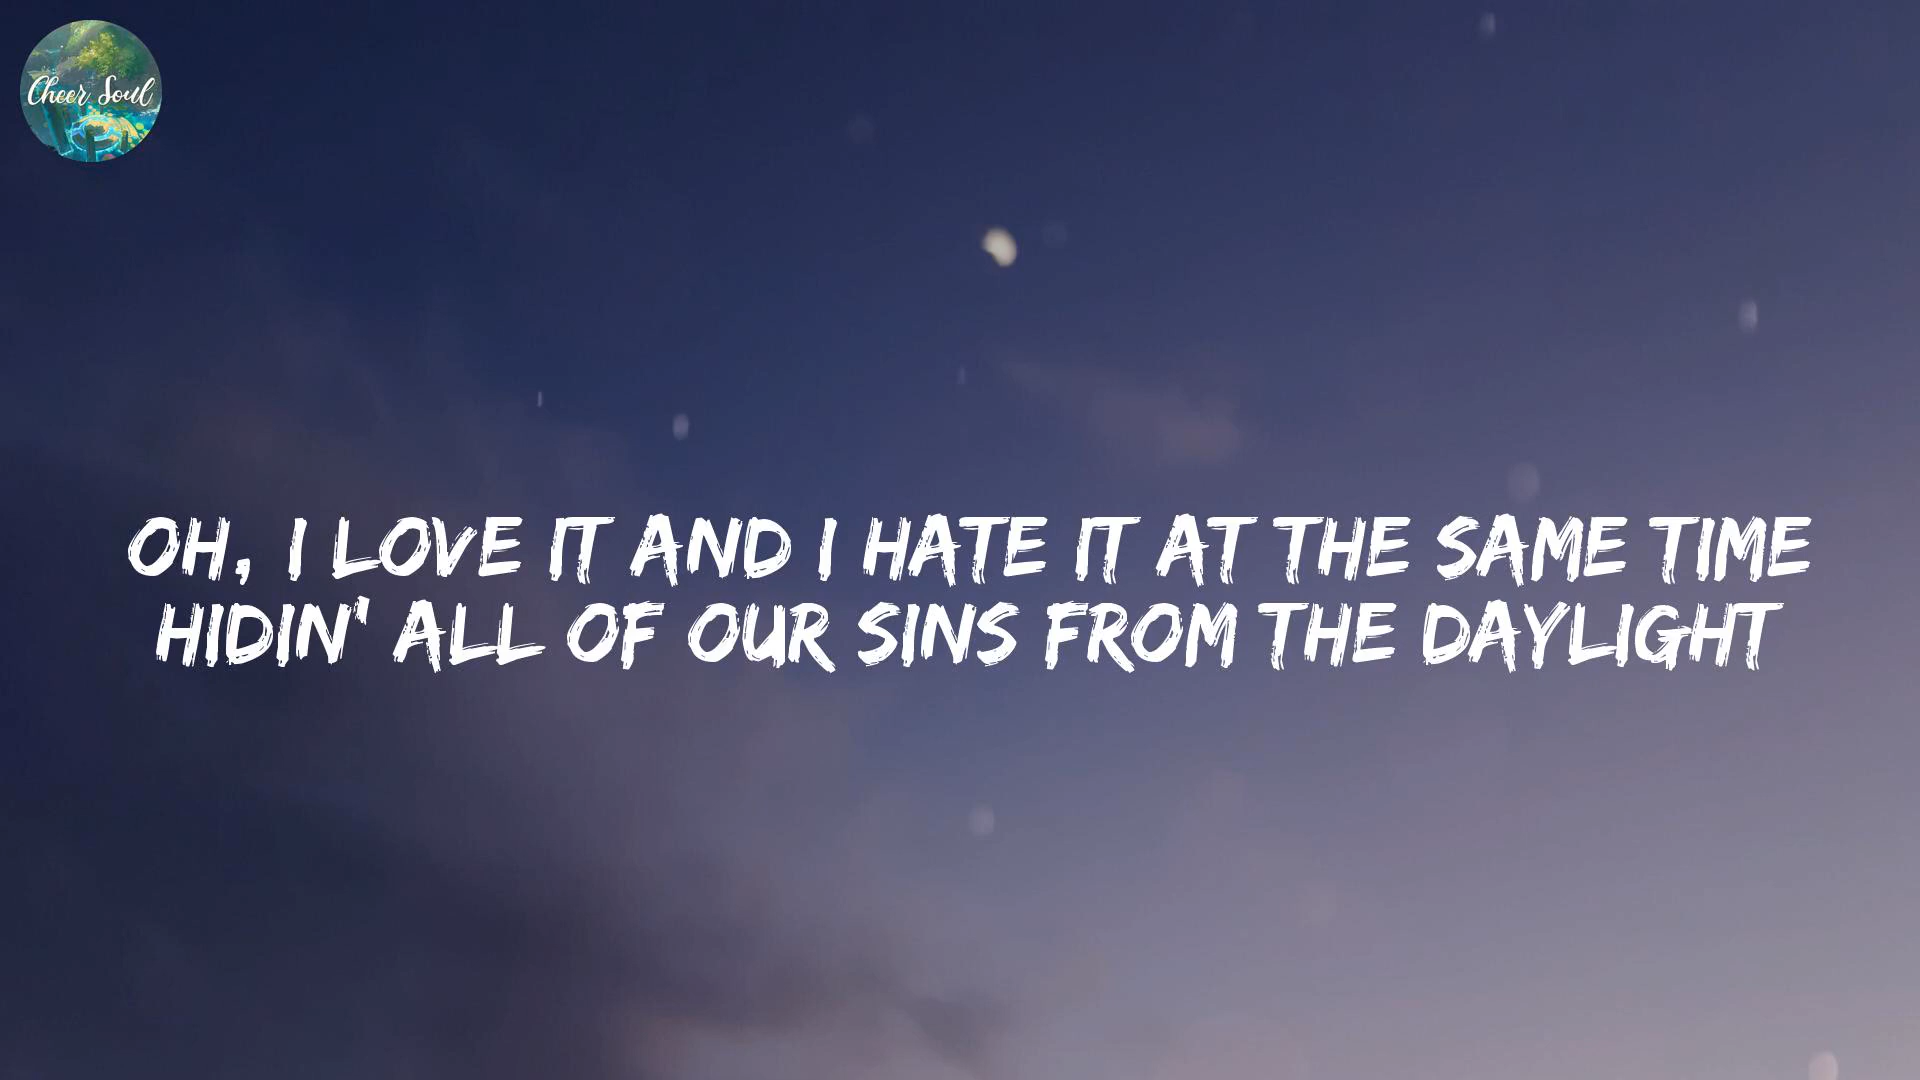 Cheer Soul
OH, I LOVE IT AND I HATE IT AT THE SAME TIME
HIDIN' ALL OF OUR SINS FROM THE DAYLIGHT